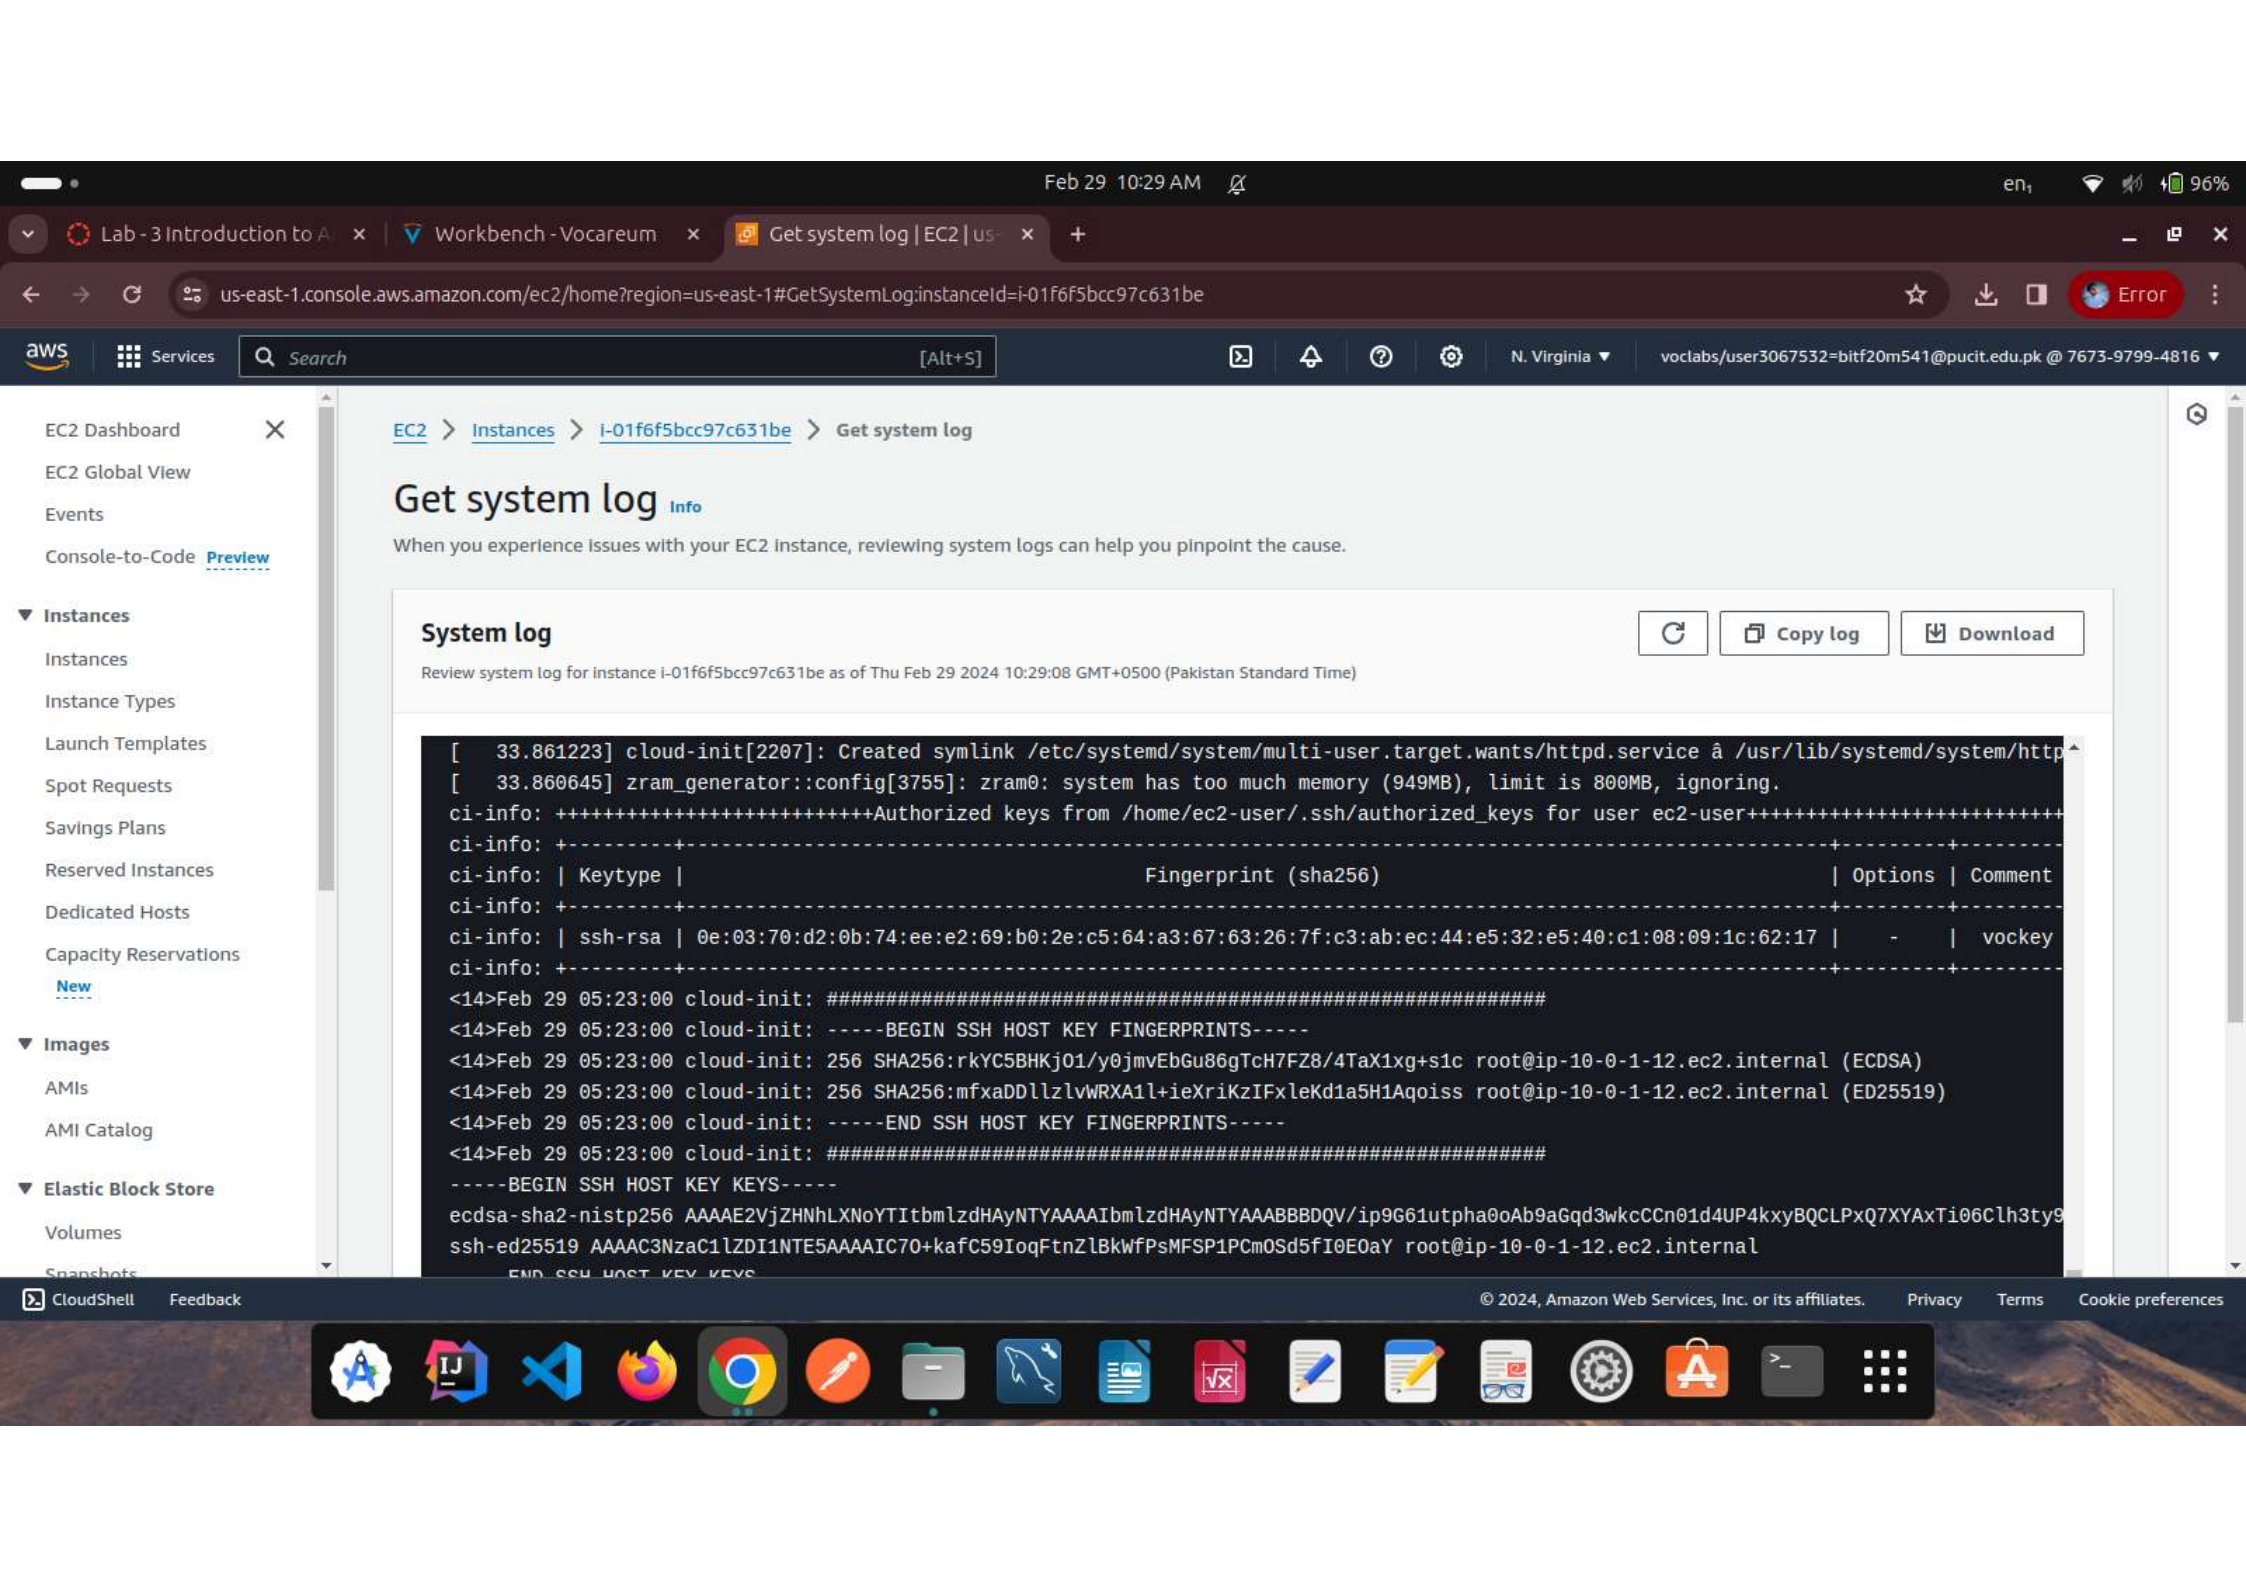 Feb 29 10:29 AM
en₁
96%
Lab - 3 Introduction to A
Workbench - Vocareum
Get system log | EC2 | us-
us-east-1.console.aws.amazon.com/ec2/home?region=us-east-1#GetSystemLog:instanceId=i-01f6f5bcc97c631be
Error
aws
Services
Search
[Alt+S]
N. Virginia ▼
voclabs/user3067532=bitf20m541@pucit.edu.pk @ 7673-9799-4816 ▼
EC2 Dashboard
EC2 Global View
Events
Console-to-Code Preview
▼ Instances
Instances
Instance Types
Launch Templates
Spot Requests
Savings Plans
Reserved Instances
Dedicated Hosts
Capacity Reservations
New
▼ Images
AMIs
AMI Catalog
▼ Elastic Block Store
Volumes
Snapshots
EC2 > Instances > i-01f6f5bcc97c631be > Get system log
Get system log Info
When you experience issues with your EC2 instance, reviewing system logs can help you pinpoint the cause.
System log
Copy log
Download
Review system log for instance i-01f6f5bcc97c631be as of Thu Feb 29 2024 10:29:08 GMT+0500 (Pakistan Standard Time)
[   33.861223] cloud-init[2207]: Created symlink /etc/systemd/system/multi-user.target.wants/httpd.service â /usr/lib/systemd/system/http
[   33.860645] zram_generator::config[3755]: zram0: system has too much memory (949MB), limit is 800MB, ignoring.
ci-info: +++++++++++++++++++++++++++Authorized keys from /home/ec2-user/.ssh/authorized_keys for user ec2-user+++++++++++++++++++++++++++
ci-info: +---------+-------------------------------------------------------------------------------------------------+---------+---------
ci-info: | Keytype |                                       Fingerprint (sha256)                                      | Options | Comment
ci-info: +---------+-------------------------------------------------------------------------------------------------+---------+---------
ci-info: | ssh-rsa | 0e:03:70:d2:0b:74:ee:e2:69:b0:2e:c5:64:a3:67:63:26:7f:c3:ab:ec:44:e5:32:e5:40:c1:08:09:1c:62:17 |    -    |  vockey
ci-info: +---------+-------------------------------------------------------------------------------------------------+---------+---------
<14>Feb 29 05:23:00 cloud-init: #############################################################
<14>Feb 29 05:23:00 cloud-init: -----BEGIN SSH HOST KEY FINGERPRINTS-----
<14>Feb 29 05:23:00 cloud-init: 256 SHA256:rkYC5BHKjO1/y0jmvEbGu86gTcH7FZ8/4TaX1xg+s1c root@ip-10-0-1-12.ec2.internal (ECDSA)
<14>Feb 29 05:23:00 cloud-init: 256 SHA256:mfxaDDllzlvWRXA1l+ieXriKzIFxleKd1a5H1Aqoiss root@ip-10-0-1-12.ec2.internal (ED25519)
<14>Feb 29 05:23:00 cloud-init: -----END SSH HOST KEY FINGERPRINTS-----
<14>Feb 29 05:23:00 cloud-init: #############################################################
-----BEGIN SSH HOST KEY KEYS-----
ecdsa-sha2-nistp256 AAAAE2VjZHNhLXNoYTItbmlzdHAyNTYAAAAIbmlzdHAyNTYAAABBBDQV/ip9G61utpha0oAb9aGqd3wkcCCn01d4UP4kxyBQCLPxQ7XYAxTi06Clh3ty9
ssh-ed25519 AAAAC3NzaC1lZDI1NTE5AAAAIC7O+kafC59IoqFtnZlBkWfPsMFSP1PCmOSd5fI0EOaY root@ip-10-0-1-12.ec2.internal
END SSH HOST KEY KEYS
CloudShell
Feedback
© 2024, Amazon Web Services, Inc. or its affiliates.
Privacy
Terms
Cookie preferences
IJ